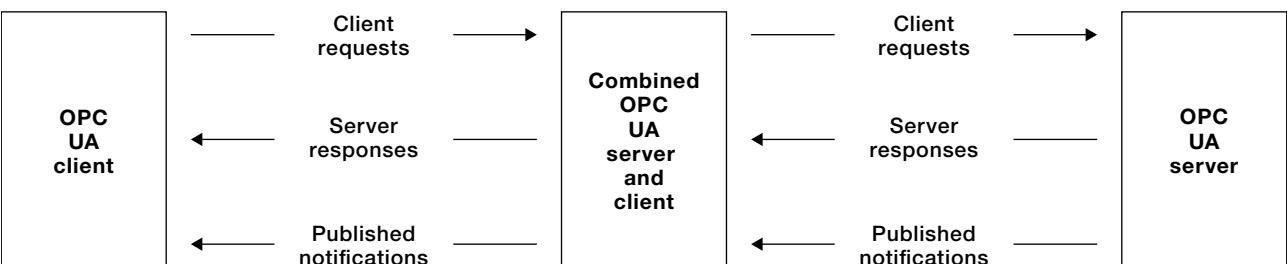 OPC
UA
client
Client
requests
Server
responses
Published
notifications
Combined
OPC
UA
server
and
client
Client
requests
Server
responses
Published
notifications
OPC
UA
server